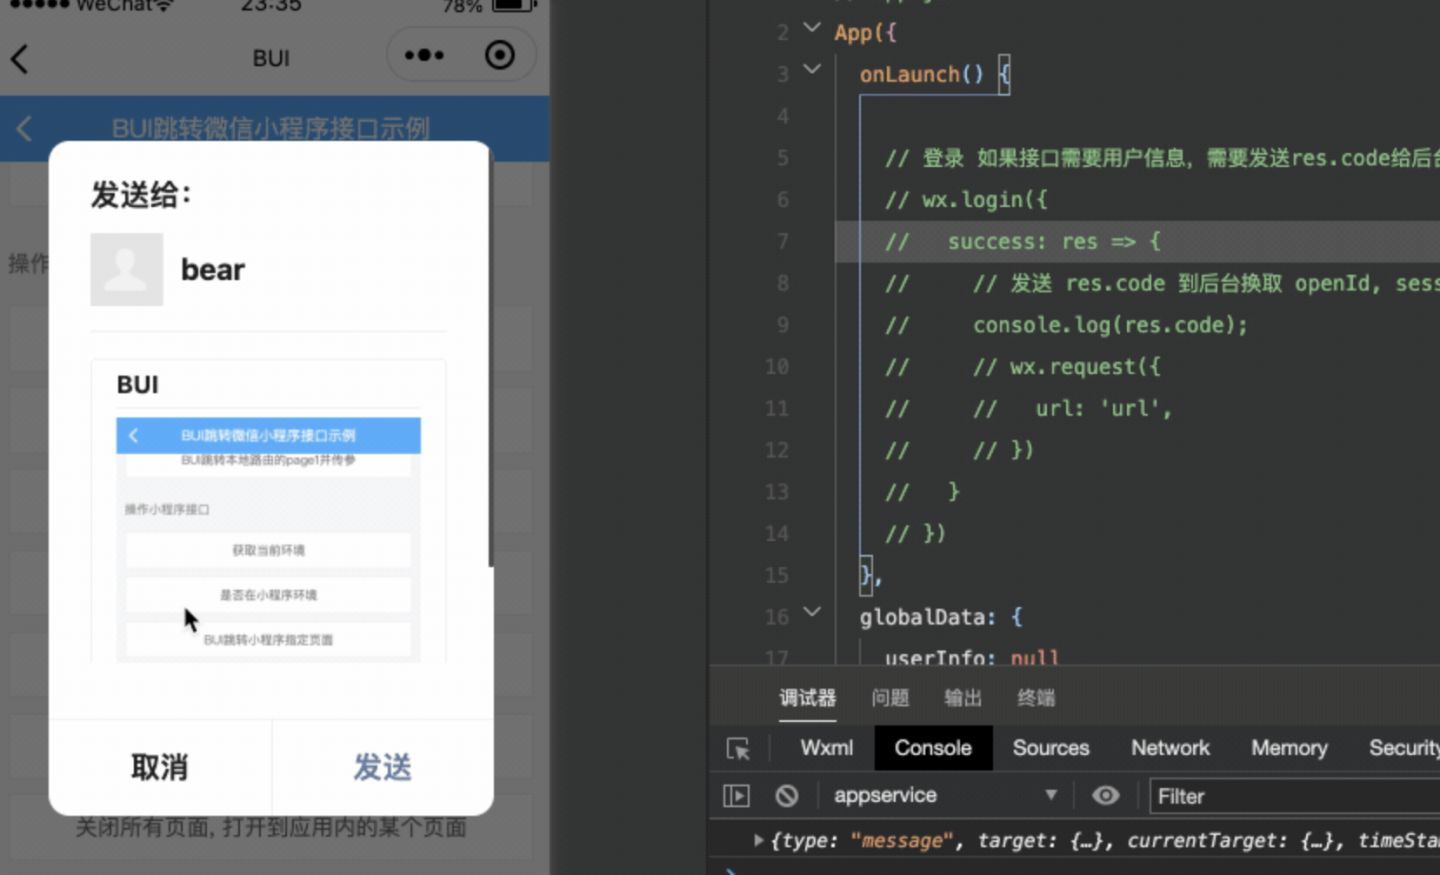 WeChat
23:35
78%
BUI
BUI跳转微信小程序接口示例
操作
发送给：
bear
BUI
BUI跳转微信小程序接口示例
BUI跳转本地路由的page1并传参
操作小程序接口
获取当前环境
是否在小程序环境
BUI跳转小程序指定页面
取消
发送
关闭所有页面, 打开到应用内的某个页面
2 App({
3 onLaunch() {
4
5 // 登录 如果接口需要用户信息，需要发送res.code给后台
6 // wx.login({
7 //   success: res => {
8 //     // 发送 res.code 到后台换取 openId, sess
9 //     console.log(res.code);
10 //     // wx.request({
11 //     //   url: 'url',
12 //     // })
13 //   }
14 // })
15 },
16 globalData: {
17 userInfo: null
调试器 问题 输出 终端
Wxml Console Sources Network Memory Security
appservice Filter
{type: "message", target: {…}, currentTarget: {…}, timeSta